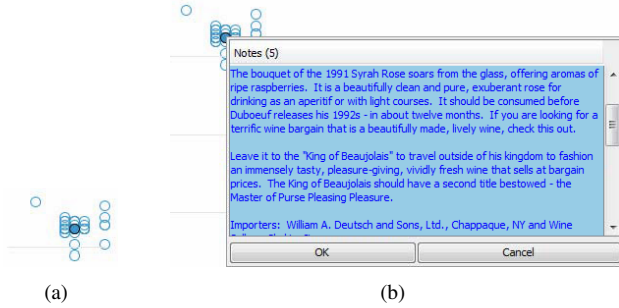 Notes (5)
The bouquet of the 1991 Syrah Rose soars from the glass, offering aromas of
ripe raspberries. It is a beautifully clean and pure, exuberant rose for
drinking as an aperitif or with light courses. It should be consumed before
Duboeuf releases his 1992s - in about twelve months. If you are looking for a
terrific wine bargain that is a beautifully made, lively wine, check this out.
Leave it to the "King of Beaujolais" to travel outside of his kingdom to fashion
an immensely tasty, pleasure-giving, vividly fresh wine that sells at bargain
prices. The King of Beaujolais should have a second title bestowed - the
Master of Purse Pleasing Pleasure.
Importers: William A. Deutsch and Sons, Ltd., Chappaque, NY and Wine
OK Cancel
(a) (b)